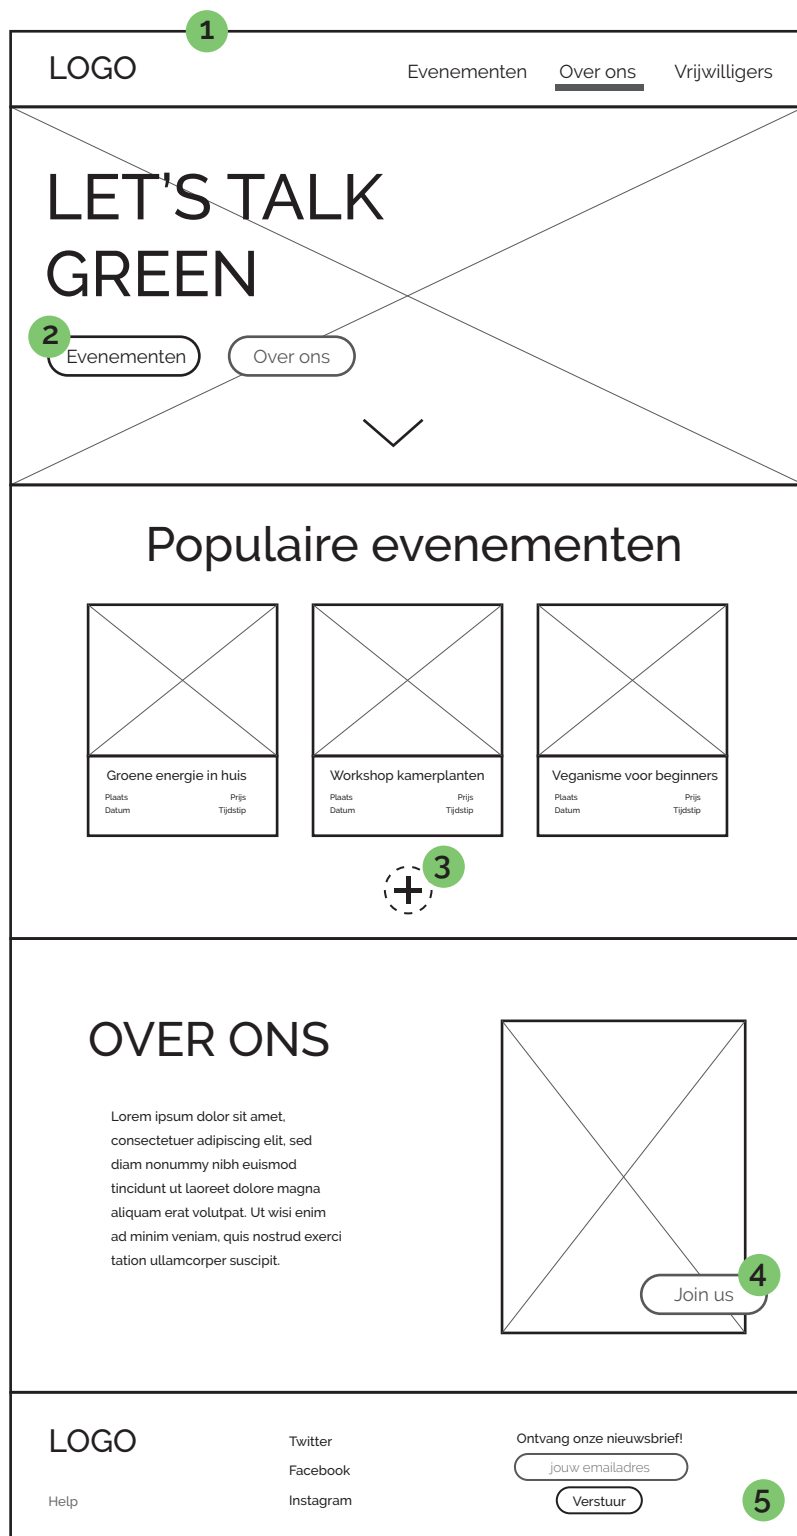 1
LOGO
Evenementen Over ons Vrijwilligers
LET'S TALK
GREEN
2
Evenementen Over ons
Populaire evenementen
Groene energie in huis
Plaats Prijs
Datum Tijdstip
Workshop kamerplanten
Plaats Prijs
Datum Tijdstip
Veganisme voor beginners
Plaats Prijs
Datum Tijdstip
3
OVER ONS
Lorem ipsum dolor sit amet,
consectetuer adipiscing elit, sed
diam nonummy nibh euismod
tincidunt ut laoreet dolore magna
aliquam erat volutpat. Ut wisi enim
ad minim veniam, quis nostrud exerci
tation ullamcorper suscipit.
4
Join us
LOGO
Help
Twitter
Facebook
Instagram
Ontvang onze nieuwsbrief!
jouw emailadres
Verstuur
5